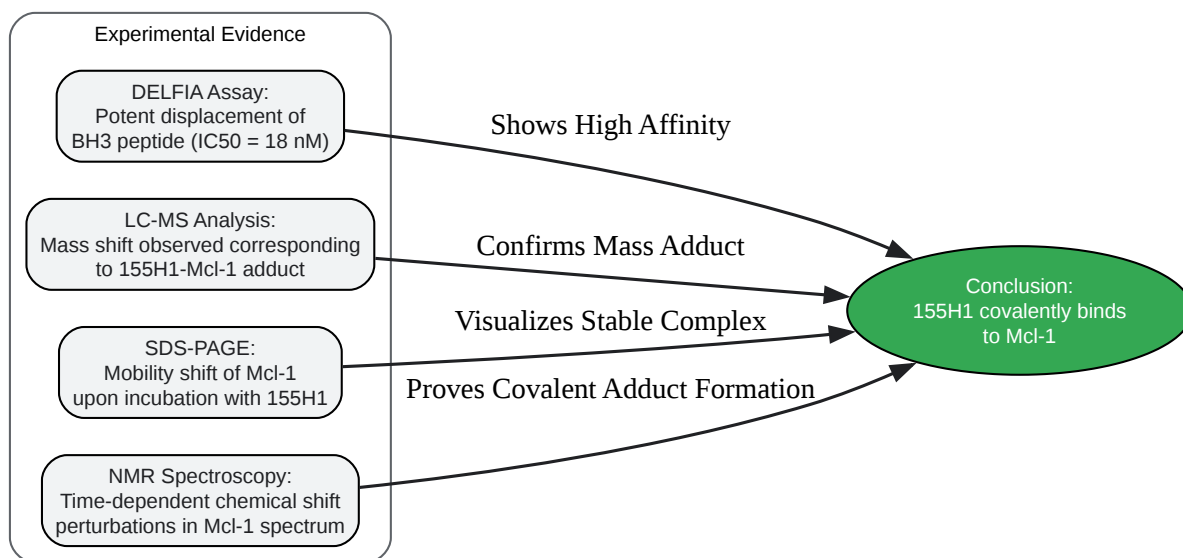 Experimental Evidence
DELFIA Assay:
Potent displacement of
BH3 peptide (IC50 = 18 nM)
Shows High Affinity
LC-MS Analysis:
Mass shift observed corresponding
to 155H1-Mcl-1 adduct
Confirms Mass Adduct
SDS-PAGE:
Mobility shift of Mcl-1
upon incubation with 155H1
Visualizes Stable Complex
NMR Spectroscopy:
Time-dependent chemical shift
perturbations in Mcl-1 spectrum
Proves Covalent Adduct Formation
Conclusion:
155H1 covalently binds
to Mcl-1